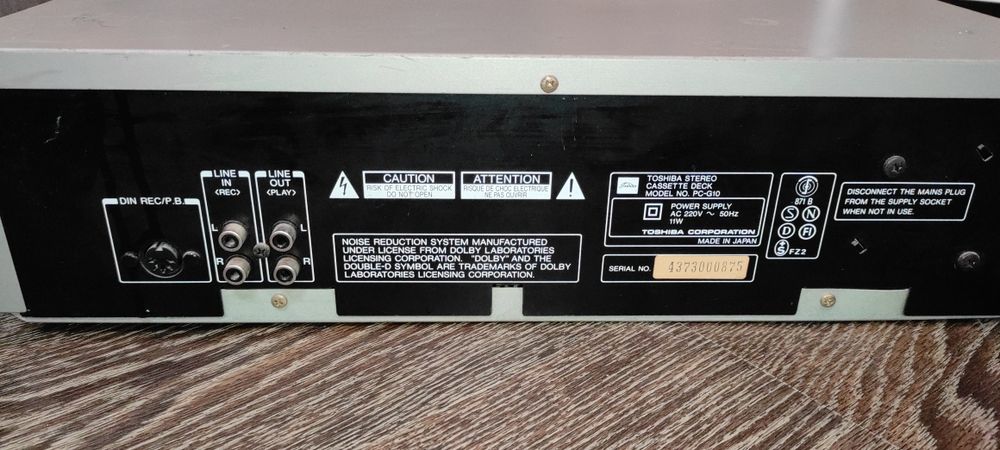 DIN REC/P.B.
LINE
IN
<REC>
LINE
OUT
<PLAY>
L
L
R
R
CAUTION
RISK OF ELECTRIC SHOCK
DO NOT OPEN.
ATTENTION
RISQUE DE CHOC ELECTRIQUE
NE PAS OUVRIR
NOISE REDUCTION SYSTEM MANUFACTURED
UNDER LICENSE FROM DOLBY LABORATORIES
LICENSING CORPORATION. "DOLBY" AND THE
DOUBLE-D SYMBOL ARE TRADEMARKS OF DOLBY
LABORATORIES LICENSING CORPORATION.
TOSHIBA STEREO
CASSETTE DECK
MODEL NO. PC-G10
POWER SUPPLY
AC 220V ~ 50Hz
11W
TOSHIBA CORPORATION
MADE IN JAPAN
SERIAL NO. 4373000875
871 B
S N
D FI
S FZ2
DISCONNECT THE MAINS PLUG
FROM THE SUPPLY SOCKET
WHEN NOT IN USE.